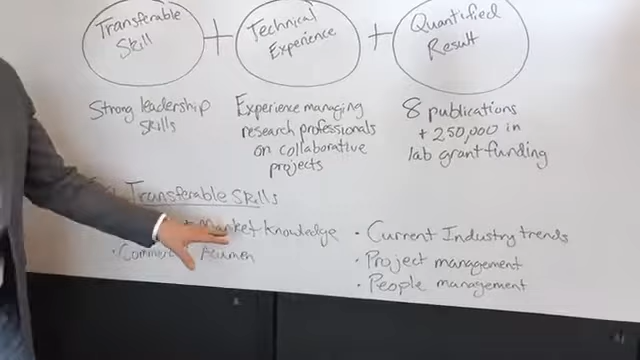 Transferable
Skill
+
Technical
Experience
+
Quantified
Result
Strong leadership
skills
Experience managing
research professionals
on collaborative
projects
8 publications
+ 250,000 in
lab grant funding
Transferable Skills
Market Knowledge
Acumen
• Current Industry trends
• Project management
• People management